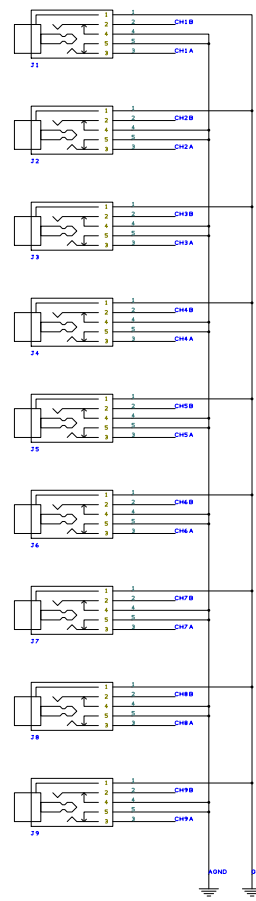 1 1
2 2 CH1B
4 4
5 5
3 3 CH1A
J1
1 1
2 2 CH2B
4 4
5 5
3 3 CH2A
J2
1 1
2 2 CH3B
4 4
5 5
3 3 CH3A
J3
1 1
2 2 CH4B
4 4
5 5
3 3 CH4A
J4
1 1
2 2 CH5B
4 4
5 5
3 3 CH5A
J5
1 1
2 2 CH6B
4 4
5 5
3 3 CH6A
J6
1 1
2 2 CH7B
4 4
5 5
3 3 CH7A
J7
1 1
2 2 CH8B
4 4
5 5
3 3 CH8A
J8
1 1
2 2 CH9B
4 4
5 5
3 3 CH9A
J9
AGND